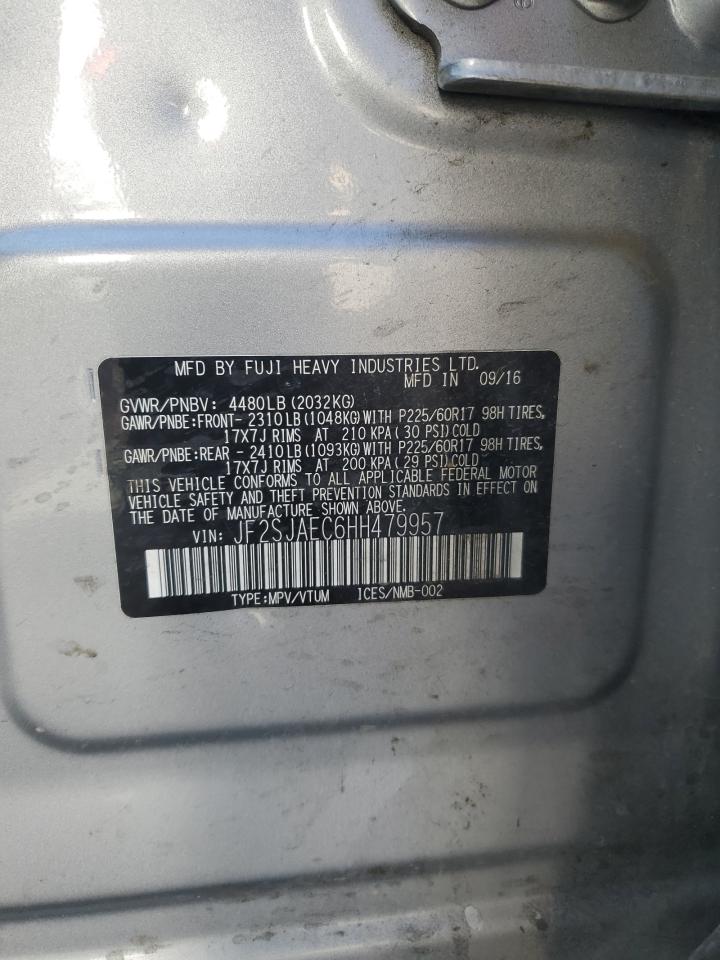 MFD BY FUJI HEAVY INDUSTRIES LTD.
MFD IN 09/16
GVWR/PNBV: 4480LB(2032KG)
GAWR/PNBE:FRONT- 2310LB(1048KG)WITH P225/60R17 98H TIRES,
17X7J RIMS AT 210 KPA( 30 PSI)COLD
GAWR/PNBE:REAR - 2410LB(1093KG)WITH P225/60R17 98H TIRES,
17X7J RIMS AT 200 KPA( 29 PSI)COLD
THIS VEHICLE CONFORMS TO ALL APPLICABLE FEDERAL MOTOR
VEHICLE SAFETY AND THEFT PREVENTION STANDARDS IN EFFECT ON
THE DATE OF MANUFACTURE SHOWN ABOVE.
VIN: JF2SJAEC6HH479957
TYPE:MPV/VTUM ICES/NMB-002